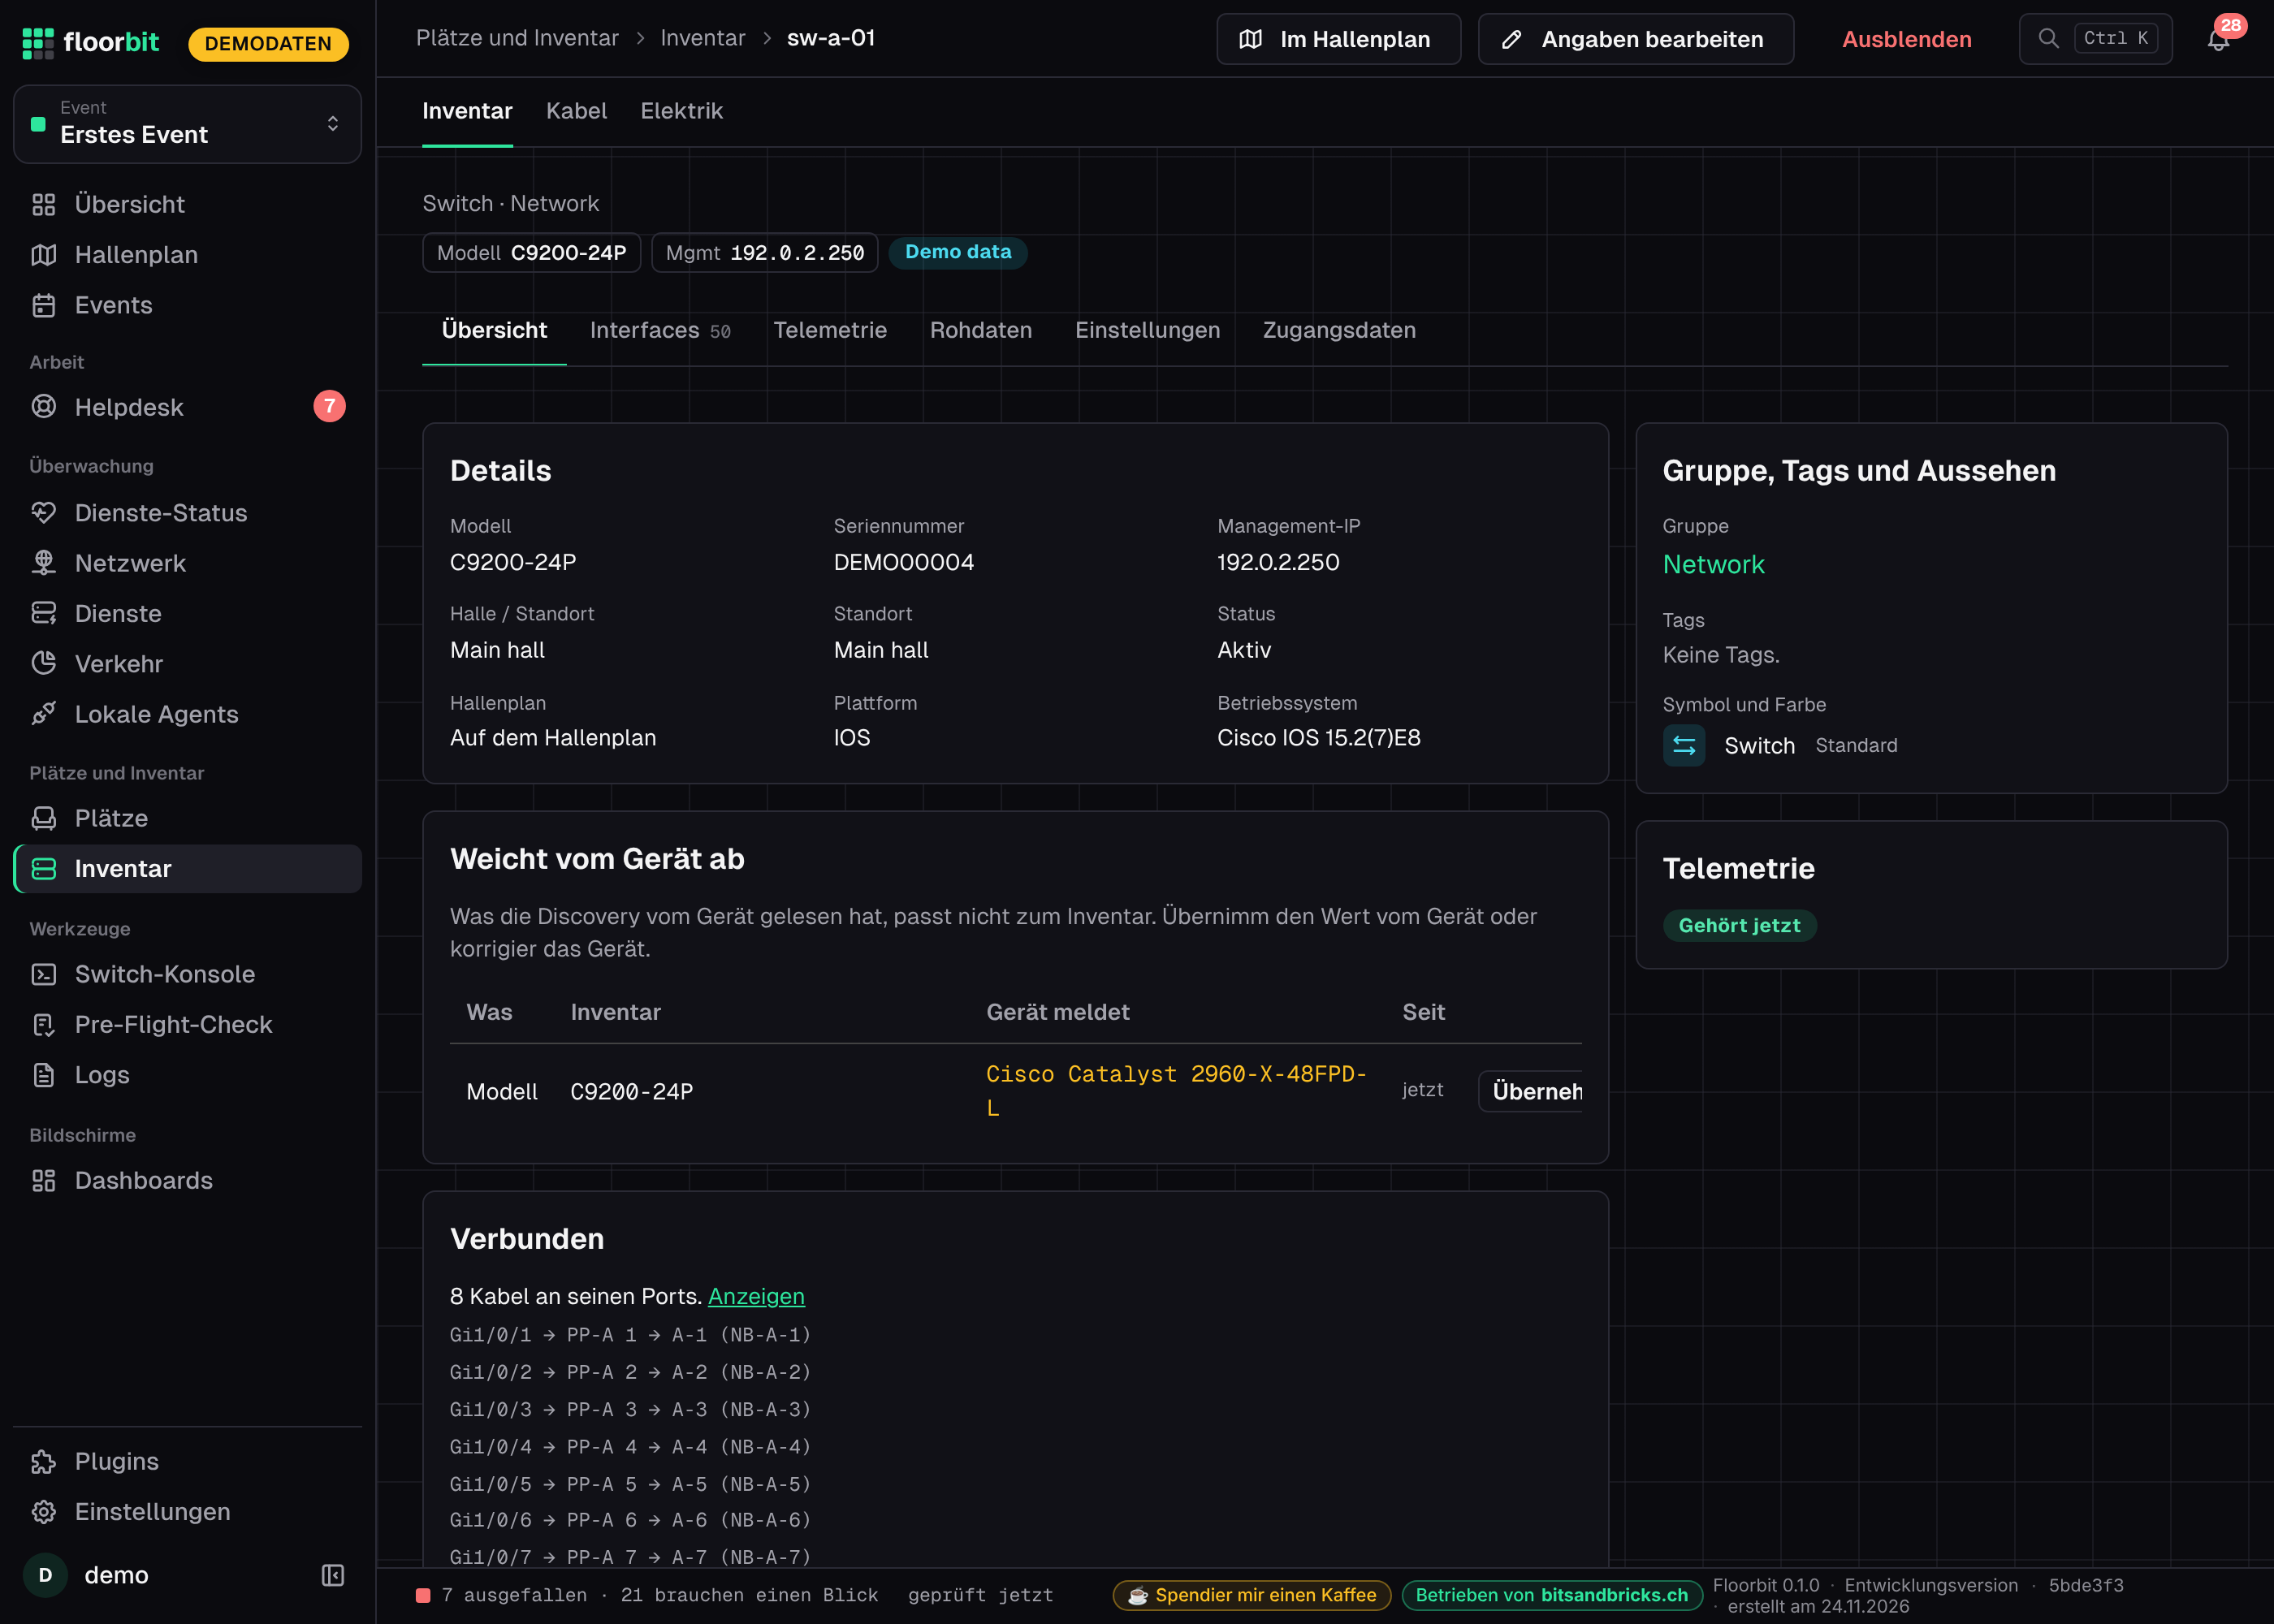 floorbit DEMODATEN
Plätze und Inventar > Inventar > sw-a-01
Im Hallenplan
Angaben bearbeiten
Ausblenden
Ctrl K
28
Event
Erstes Event
Übersicht
Hallenplan
Events
Arbeit
Helpdesk 7
Überwachung
Dienste-Status
Netzwerk
Dienste
Verkehr
Lokale Agents
Plätze und Inventar
Plätze
Inventar
Werkzeuge
Switch-Konsole
Pre-Flight-Check
Logs
Bildschirme
Dashboards
Plugins
Einstellungen
D demo
Inventar Kabel Elektrik
Switch · Network
Modell C9200-24P Mgmt 192.0.2.250 Demo data
Übersicht Interfaces 50 Telemetrie Rohdaten Einstellungen Zugangsdaten
Details
Modell Seriennummer Management-IP
C9200-24P DEMO00004 192.0.2.250
Halle / Standort Standort Status
Main hall Main hall Aktiv
Hallenplan Plattform Betriebssystem
Auf dem Hallenplan IOS Cisco IOS 15.2(7)E8
Weicht vom Gerät ab
Was die Discovery vom Gerät gelesen hat, passt nicht zum Inventar. Übernimm den Wert vom Gerät oder
korrigier das Gerät.
Was Inventar Gerät meldet Seit
Modell C9200-24P Cisco Catalyst 2960-X-48FPD-
L
jetzt Überneh
Verbunden
8 Kabel an seinen Ports. Anzeigen
Gi1/0/1 → PP-A 1 → A-1 (NB-A-1)
Gi1/0/2 → PP-A 2 → A-2 (NB-A-2)
Gi1/0/3 → PP-A 3 → A-3 (NB-A-3)
Gi1/0/4 → PP-A 4 → A-4 (NB-A-4)
Gi1/0/5 → PP-A 5 → A-5 (NB-A-5)
Gi1/0/6 → PP-A 6 → A-6 (NB-A-6)
Gi1/0/7 → PP-A 7 → A-7 (NB-A-7)
Gruppe, Tags und Aussehen
Gruppe
Network
Tags
Keine Tags.
Symbol und Farbe
Switch Standard
Telemetrie
Gehört jetzt
7 ausgefallen · 21 brauchen einen Blick geprüft jetzt
Spendier mir einen Kaffee
Betrieben von bitsandbricks.ch
Floorbit 0.1.0 · Entwicklungsversion · 5bde3f3
· erstellt am 24.11.2026